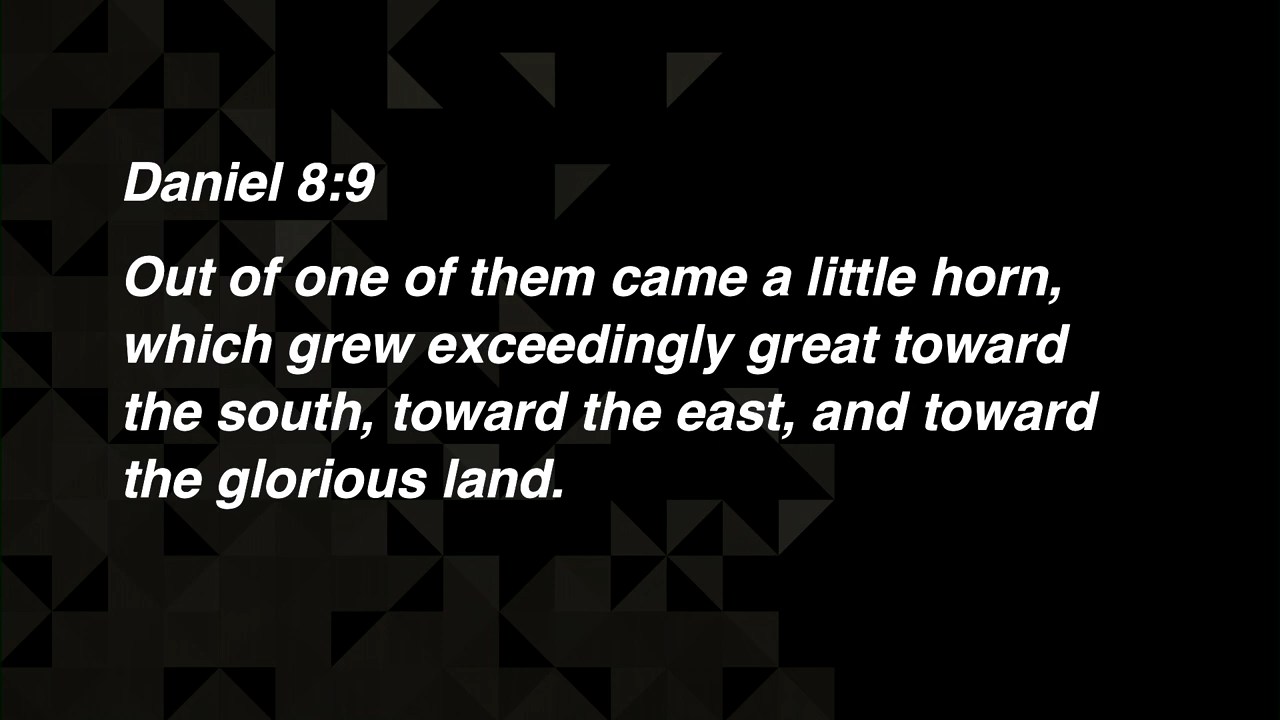 Daniel 8:9
Out of one of them came a little horn,
which grew exceedingly great toward
the south, toward the east, and toward
the glorious land.